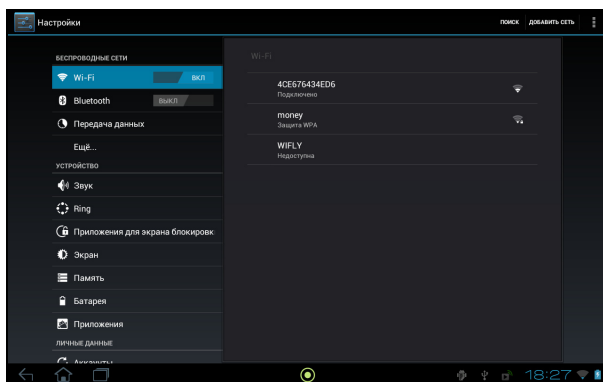 Настройки
ПОИСК
ДОБАВИТЬ СЕТЬ
БЕСПРОВОДНЫЕ СЕТИ
Wi-Fi
ВКЛ
Bluetooth
ВЫКЛ
Передача данных
Ещё...
УСТРОЙСТВО
Звук
Ring
Приложения для экрана блокировк
Экран
Память
Батарея
Приложения
ЛИЧНЫЕ ДАННЫЕ
Аккаунты
Wi-Fi
4CE676434ED6
Подключено
money
Защита WPA
WIFLY
Недоступна
18:27